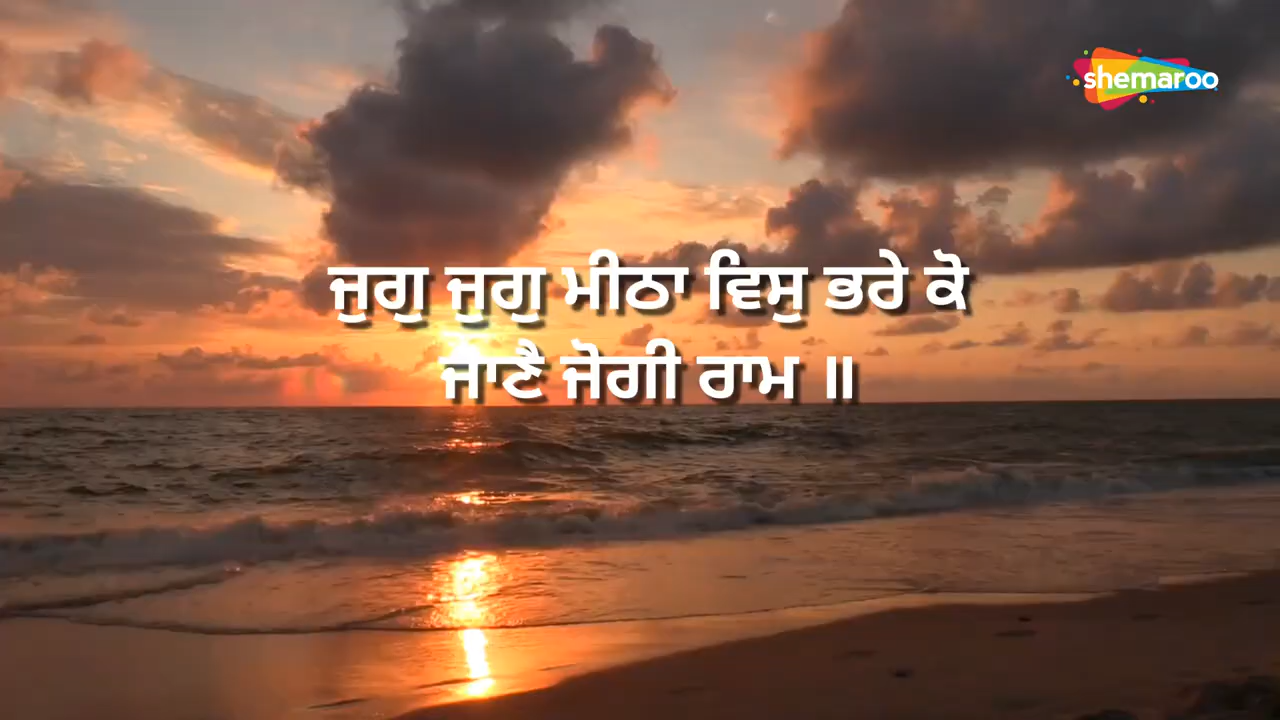 shemaroo
ਜੁਗੁ ਜੁਗੁ ਮੀਠਾ ਵਿਸੁ ਭਰੇ ਕੋ
ਜਾਣੈ ਜੋਗੀ ਰਾਮ ॥